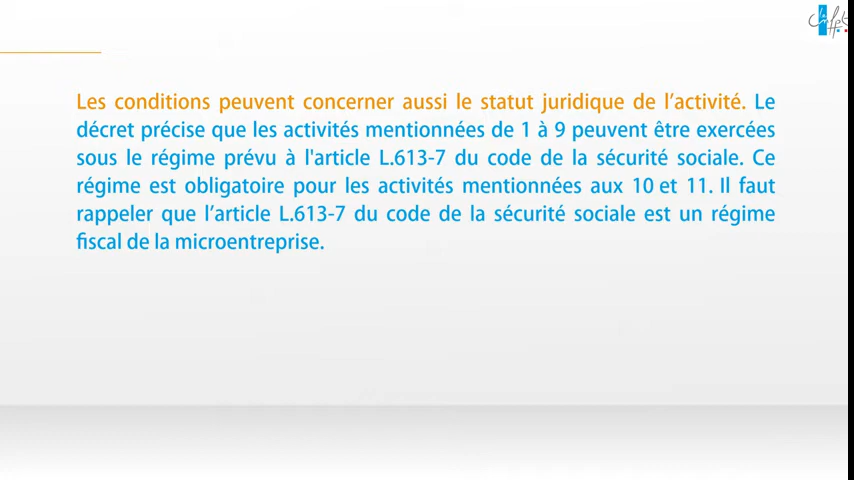 Les conditions peuvent concerner aussi le statut juridique de l’activité. Le
décret précise que les activités mentionnées de 1 à 9 peuvent être exercées
sous le régime prévu à l'article L.613-7 du code de la sécurité sociale. Ce
régime est obligatoire pour les activités mentionnées aux 10 et 11. Il faut
rappeler que l’article L.613-7 du code de la sécurité sociale est un régime
fiscal de la microentreprise.